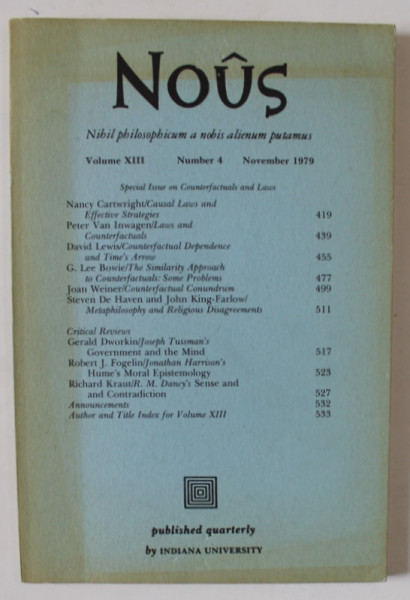 Noûs
Nihil philosophicum a nobis alienum putamus
Volume XIII Number 4 November 1979
Special Issue on Counterfactuals and Laws
Nancy Cartwright/Causal Laws and
Effective Strategies 419
Peter Van Inwagen/Laws and
Counterfactuals 439
David Lewis/Counterfactual Dependence
and Time's Arrow 455
G. Lee Bowie/The Similarity Approach
to Counterfactuals: Some Problems 477
Joan Weiner/Counterfactual Conundrum 499
Steven De Haven and John King-Farlow/
Metaphilosophy and Religious Disagreements 511
Critical Reviews
Gerald Dworkin/Joseph Tussman's
Government and the Mind 517
Robert J. Fogelin/Jonathan Harrison's
Hume's Moral Epistemology 523
Richard Kraut/R. M. Dancy's Sense and
and Contradiction 527
Announcements 532
Author and Title Index for Volume XIII 533
published quarterly
by INDIANA UNIVERSITY